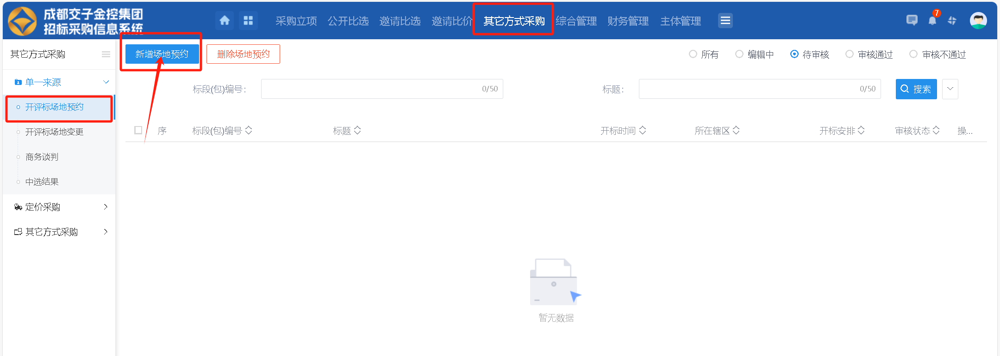 成都交子金控集团
招标采购信息系统
采购立项 公开比选 邀请比选 邀请比价 其它方式采购 综合管理 财务管理 主体管理
7
其它方式采购
单一来源
开评标场地预约
开评标场地变更
商务谈判
中选结果
定价采购
其它方式采购
新增场地预约 删除场地预约
所有 编辑中 待审核 审核通过 审核不通过
标段(包)编号: 0/50 标题: 0/50 搜索
序 标段(包)编号 标题 开标时间 所在辖区 开标安排 审核状态 操...
暂无数据